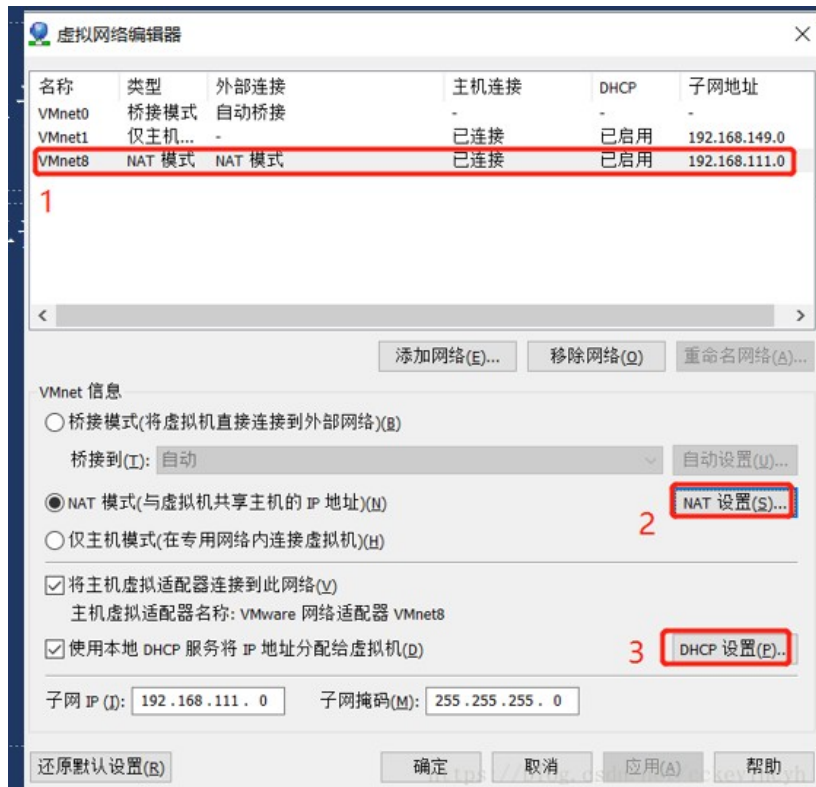 虚拟网络编辑器
名称 类型 外部连接 主机连接 DHCP 子网地址
VMnet0 桥接模式 自动桥接 - - -
VMnet1 仅主机... - 已连接 已启用 192.168.149.0
VMnet8 NAT 模式 NAT 模式 已连接 已启用 192.168.111.0
1
添加网络(E)... 移除网络(O) 重命名网络(A)...
VMnet 信息
桥接模式(将虚拟机直接连接到外部网络)(B)
桥接到(T): 自动 自动设置(U)...
NAT 模式(与虚拟机共享主机的 IP 地址)(N) NAT 设置(S)...
2
仅主机模式(在专用网络内连接虚拟机)(H)
将主机虚拟适配器连接到此网络(V)
主机虚拟适配器名称: VMware 网络适配器 VMnet8
使用本地 DHCP 服务将 IP 地址分配给虚拟机(D) 3 DHCP 设置(P)...
子网 IP (I): 192.168.111.0 子网掩码(M): 255.255.255.0
还原默认设置(R) 确定 取消 应用(A) 帮助